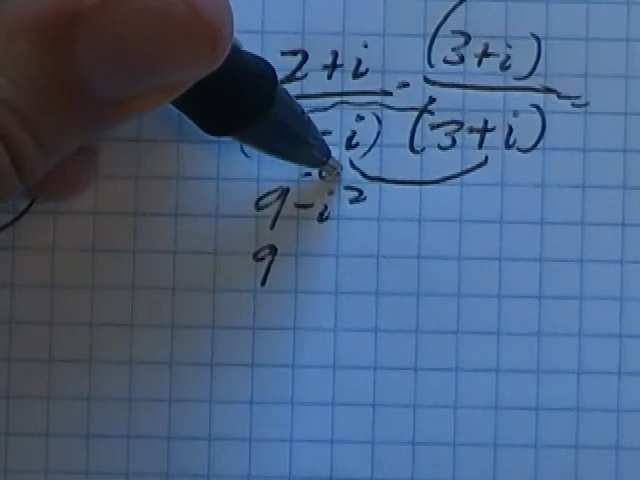 2+i · (3+i) =
-i) (3+i)
9-i²
9